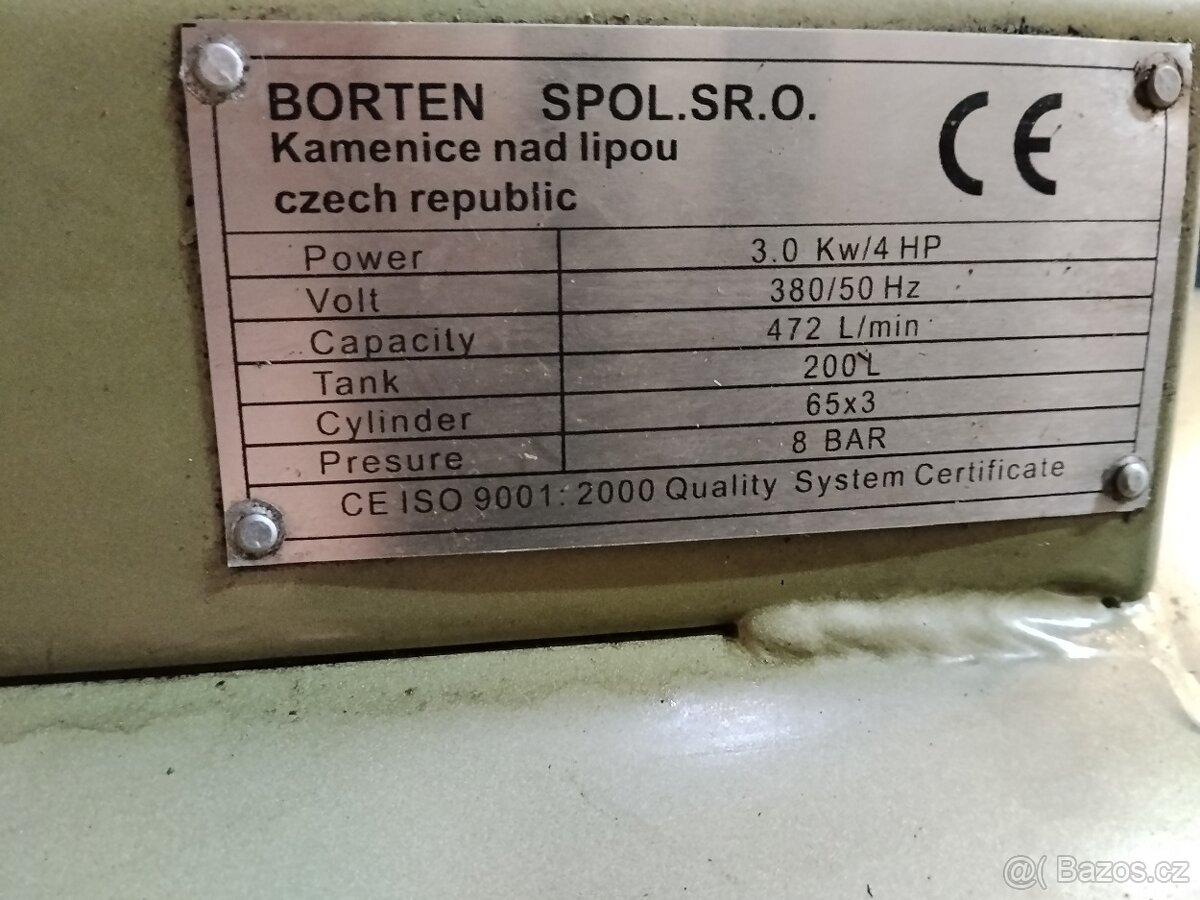 BORTEN SPOL.SR.O.
Kamenice nad lipou
czech republic
CE
Power 3.0 Kw/4 HP
Volt 380/50 Hz
Capacity 472 L/min
Tank 200L
Cylinder 65x3
Presure 8 BAR
CE ISO 9001: 2000 Quality System Certificate
@( Bazos.cz